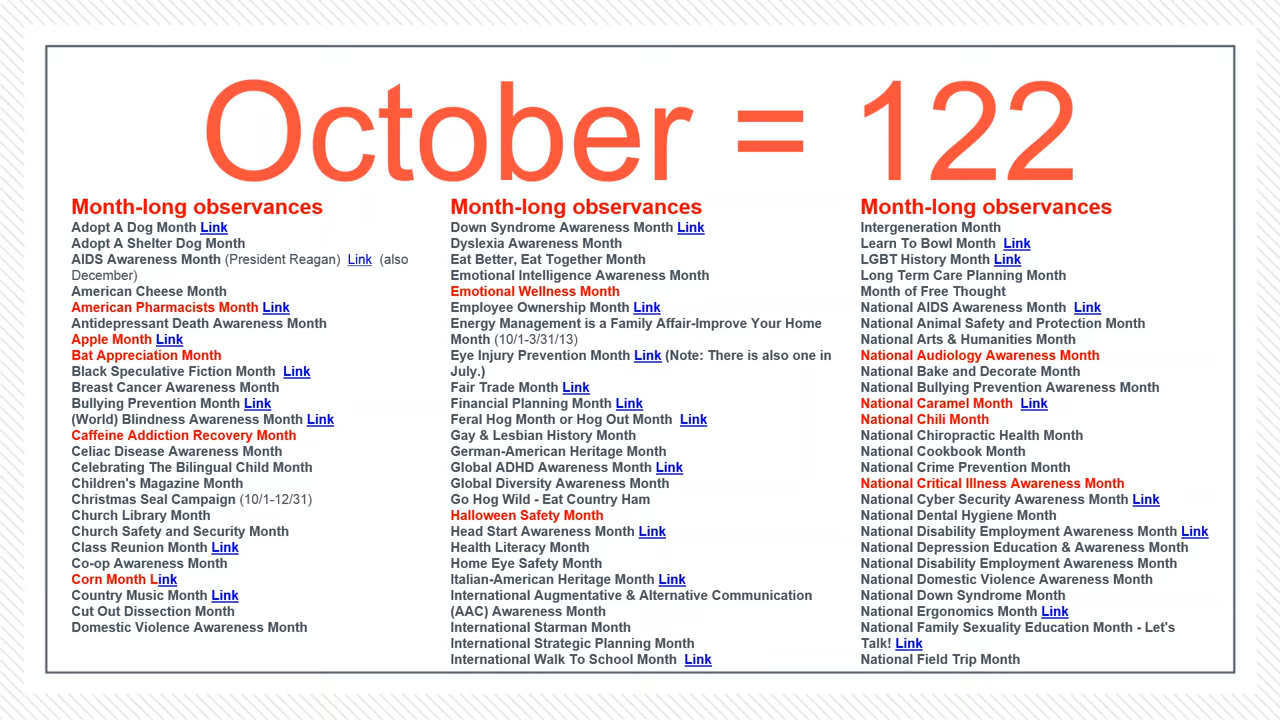 October = 122
Month-long observances
Adopt A Dog Month Link
Adopt A Shelter Dog Month
AIDS Awareness Month (President Reagan) Link (also
December)
American Cheese Month
American Pharmacists Month Link
Antidepressant Death Awareness Month
Apple Month Link
Bat Appreciation Month
Black Speculative Fiction Month Link
Breast Cancer Awareness Month
Bullying Prevention Month Link
(World) Blindness Awareness Month Link
Caffeine Addiction Recovery Month
Celiac Disease Awareness Month
Celebrating The Bilingual Child Month
Children's Magazine Month
Christmas Seal Campaign (10/1-12/31)
Church Library Month
Church Safety and Security Month
Class Reunion Month Link
Co-op Awareness Month
Corn Month Link
Country Music Month Link
Cut Out Dissection Month
Domestic Violence Awareness Month
Month-long observances
Down Syndrome Awareness Month Link
Dyslexia Awareness Month
Eat Better, Eat Together Month
Emotional Intelligence Awareness Month
Emotional Wellness Month
Employee Ownership Month Link
Energy Management is a Family Affair-Improve Your Home
Month (10/1-3/31/13)
Eye Injury Prevention Month Link (Note: There is also one in
July.)
Fair Trade Month Link
Financial Planning Month Link
Feral Hog Month or Hog Out Month Link
Gay & Lesbian History Month
German-American Heritage Month
Global ADHD Awareness Month Link
Global Diversity Awareness Month
Go Hog Wild - Eat Country Ham
Halloween Safety Month
Head Start Awareness Month Link
Health Literacy Month
Home Eye Safety Month
Italian-American Heritage Month Link
International Augmentative & Alternative Communication
(AAC) Awareness Month
International Starman Month
International Strategic Planning Month
International Walk To School Month Link
Month-long observances
Intergeneration Month
Learn To Bowl Month Link
LGBT History Month Link
Long Term Care Planning Month
Month of Free Thought
National AIDS Awareness Month Link
National Animal Safety and Protection Month
National Arts & Humanities Month
National Audiology Awareness Month
National Bake and Decorate Month
National Bullying Prevention Awareness Month
National Caramel Month Link
National Chili Month
National Chiropractic Health Month
National Cookbook Month
National Crime Prevention Month
National Critical Illness Awareness Month
National Cyber Security Awareness Month Link
National Dental Hygiene Month
National Disability Employment Awareness Month Link
National Depression Education & Awareness Month
National Disability Employment Awareness Month
National Domestic Violence Awareness Month
National Down Syndrome Month
National Ergonomics Month Link
National Family Sexuality Education Month - Let's
Talk! Link
National Field Trip Month